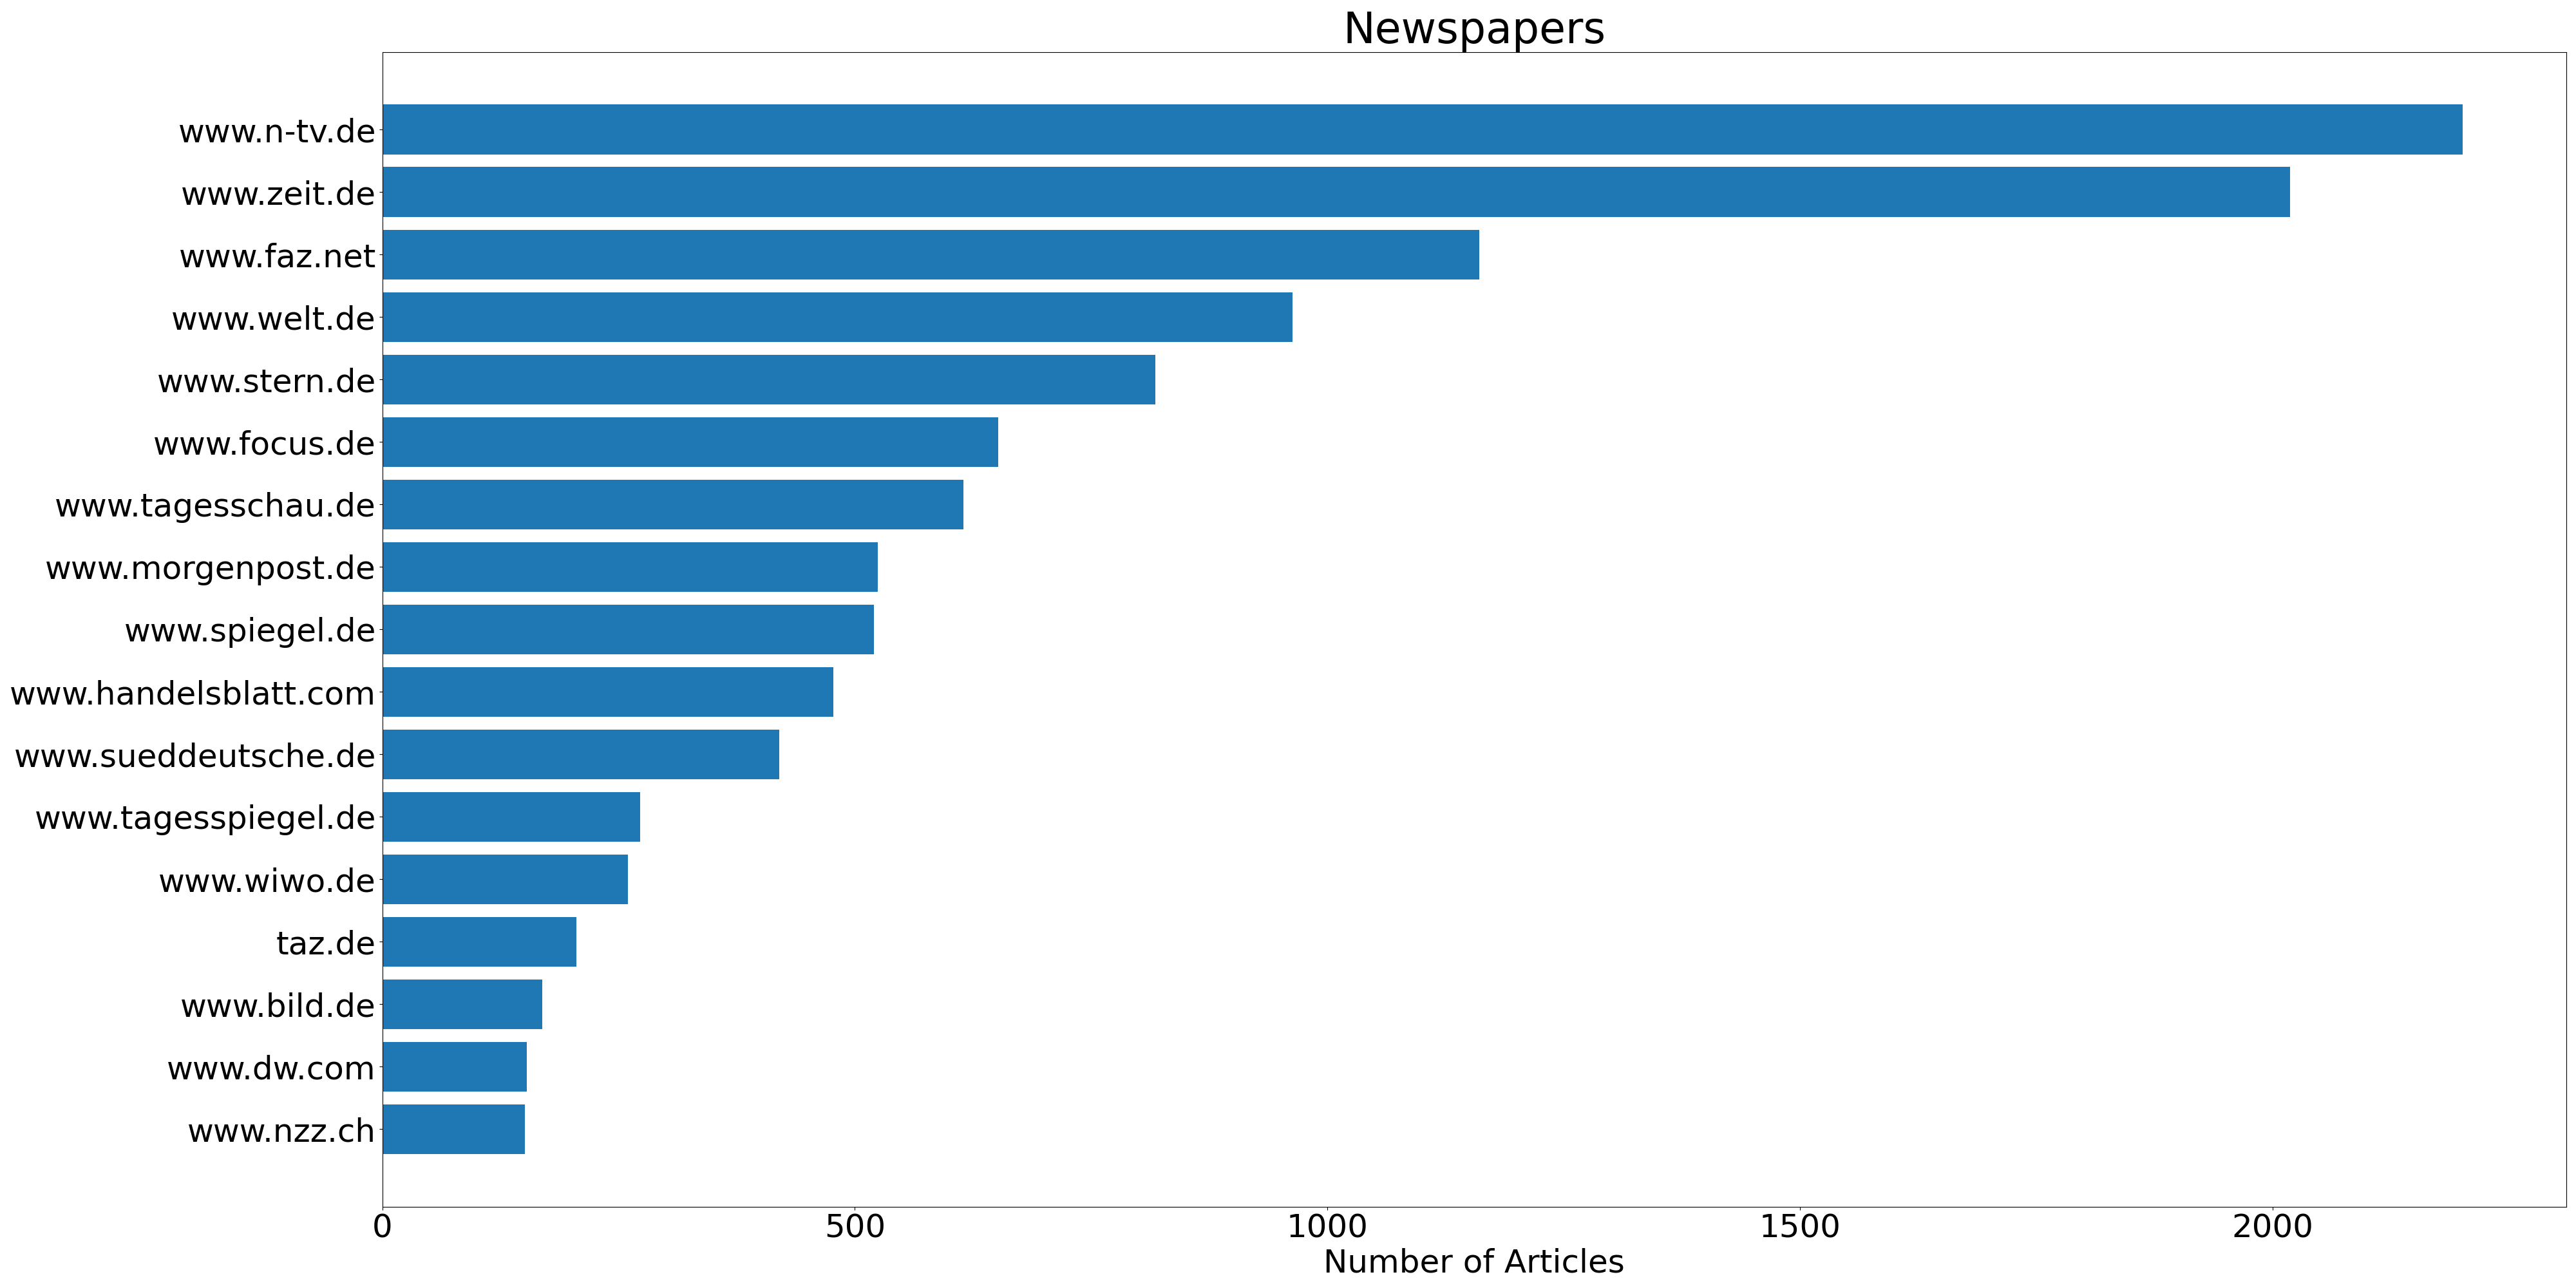 Newspapers
www.n-tv.de
www.zeit.de
www.faz.net
www.welt.de
www.stern.de
www.focus.de
www.tagesschau.de
www.morgenpost.de
www.spiegel.de
www.handelsblatt.com
www.sueddeutsche.de
www.tagesspiegel.de
www.wiwo.de
taz.de
www.bild.de
www.dw.com
www.nzz.ch
0 500 1000 1500 2000
Number of Articles